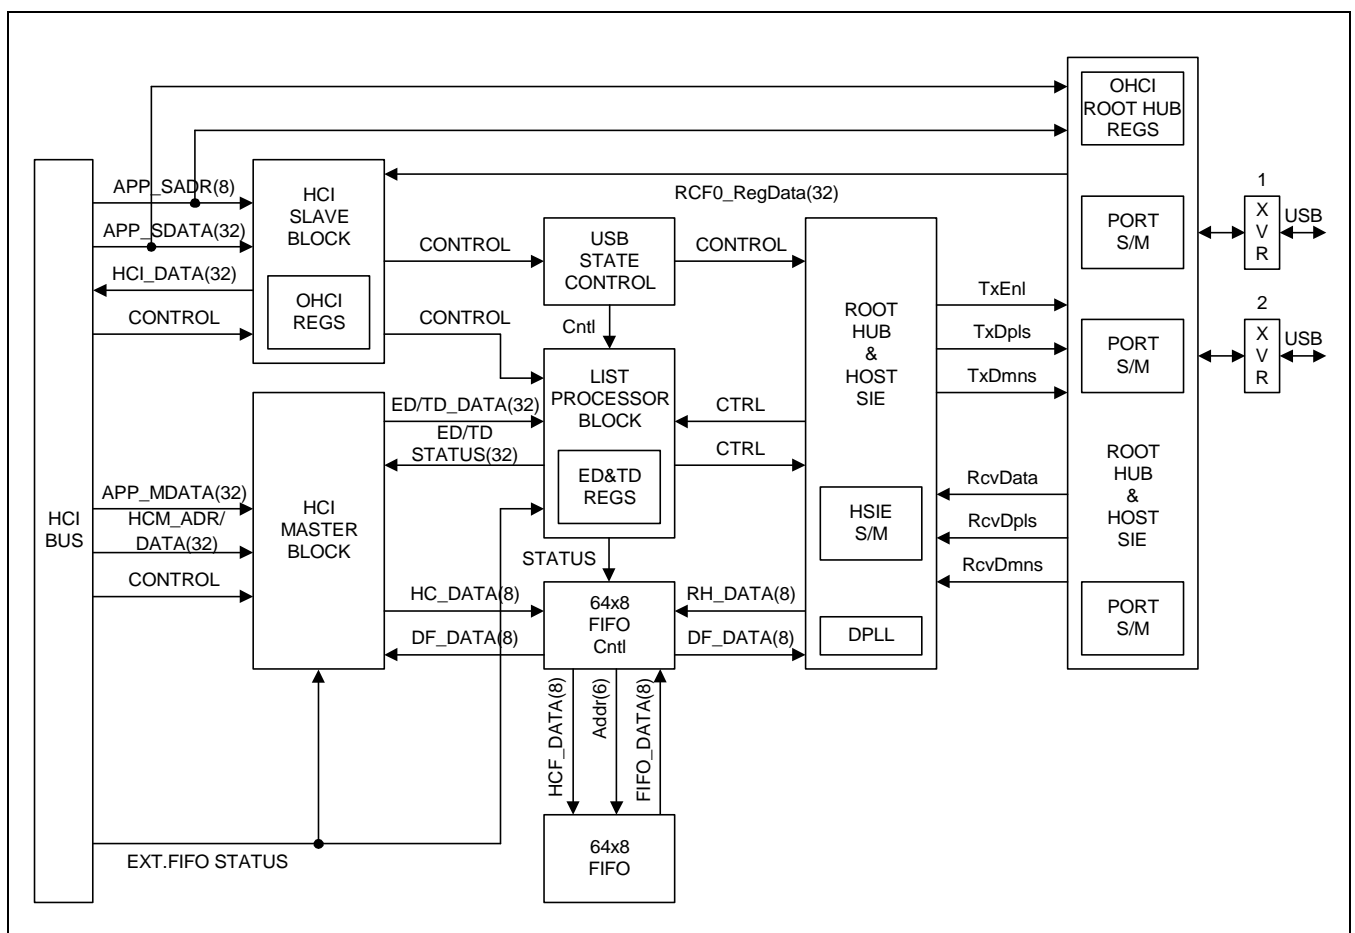 OHCI
ROOT HUB
REGS
APP_SADR(8)
HCI
SLAVE
BLOCK
RCF0_RegData(32)
1
X
V
R
USB
PORT
S/M
APP_SDATA(32)
CONTROL
USB
STATE
CONTROL
CONTROL
HCI_DATA(32)
OHCI
REGS
ROOT
HUB
&
HOST
SIE
TxEnl
2
X
V
R
USB
CONTROL
CONTROL
Cntl
TxDpls
PORT
S/M
TxDmns
LIST
PROCESSOR
BLOCK
ED/TD_DATA(32)
CTRL
ED/TD
STATUS(32)
CTRL
ED&TD
REGS
ROOT
HUB
&
HOST
SIE
RcvData
APP_MDATA(32)
HCM_ADR/
DATA(32)
HCI
MASTER
BLOCK
HCI
BUS
HSIE
S/M
RcvDpls
STATUS
RcvDmns
CONTROL
HC_DATA(8)
64x8
FIFO
Cntl
RH_DATA(8)
PORT
S/M
DF_DATA(8)
DF_DATA(8)
DPLL
HCF_DATA(8)
Addr(6)
FIFO_DATA(8)
64x8
FIFO
EXT.FIFO STATUS